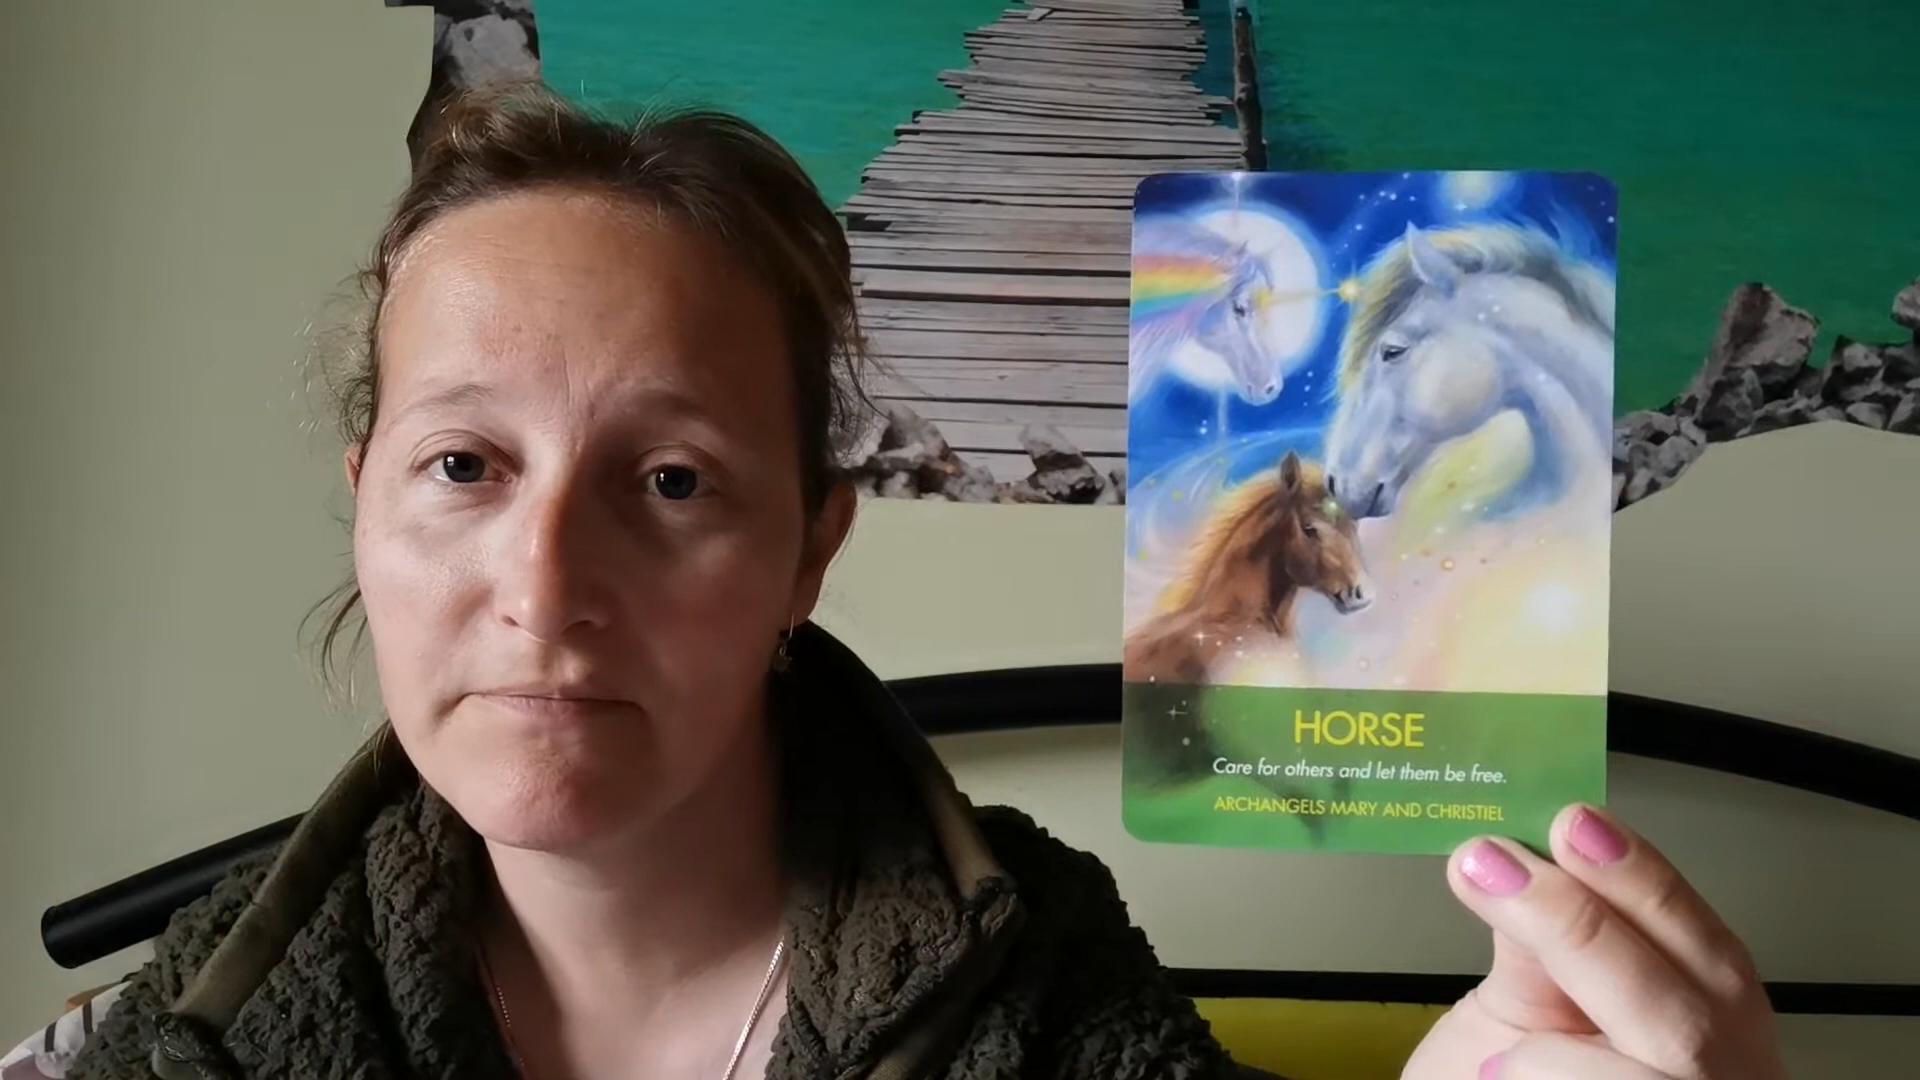 HORSE
Care for others and let them be free.
ARCHANGELS MARY AND CHRISTIEL